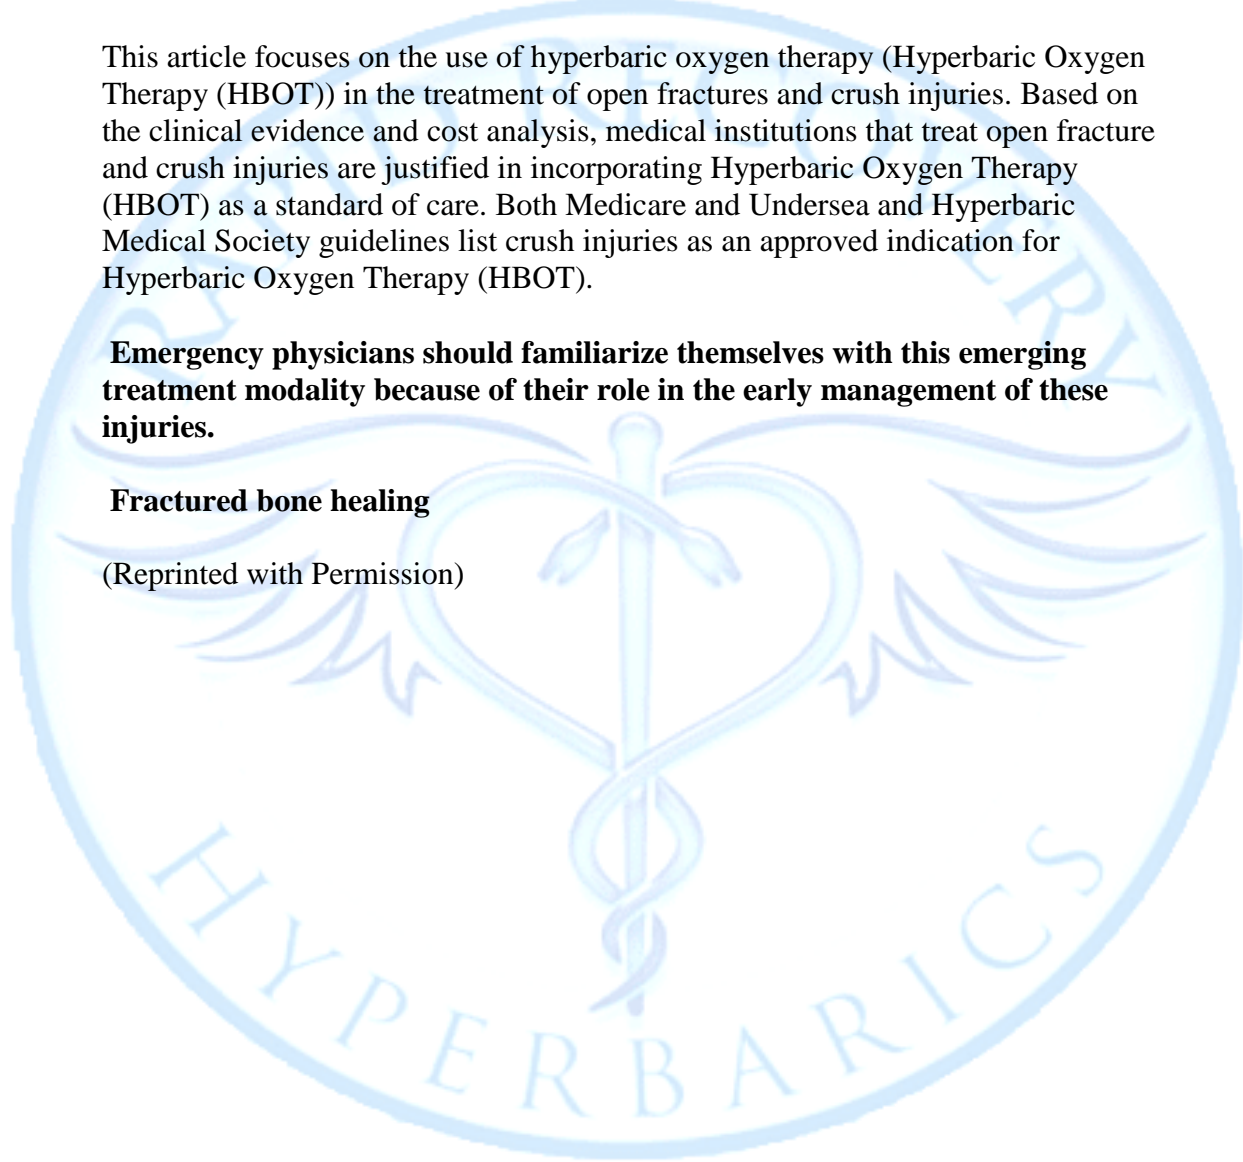 RAPID RECOVERY
This article focuses on the use of hyperbaric oxygen therapy (Hyperbaric Oxygen
Therapy (HBOT)) in the treatment of open fractures and crush injuries. Based on
the clinical evidence and cost analysis, medical institutions that treat open fracture
and crush injuries are justified in incorporating Hyperbaric Oxygen Therapy
(HBOT) as a standard of care. Both Medicare and Undersea and Hyperbaric
Medical Society guidelines list crush injuries as an approved indication for
Hyperbaric Oxygen Therapy (HBOT).
Emergency physicians should familiarize themselves with this emerging
treatment modality because of their role in the early management of these
injuries.
Fractured bone healing
(Reprinted with Permission)
HYPERBARICS